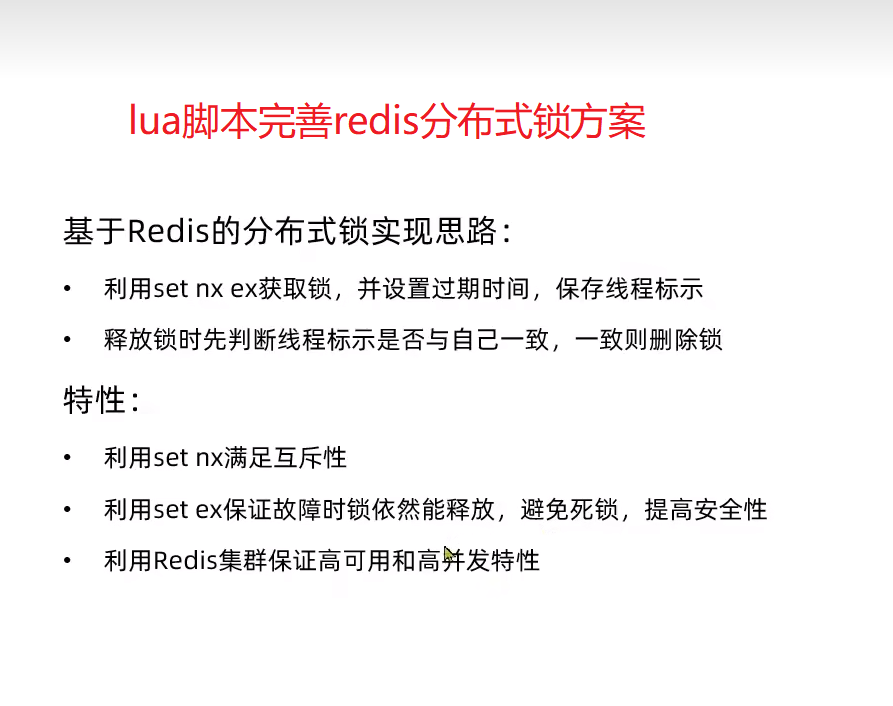 lua脚本完善redis分布式锁方案
基于Redis的分布式锁实现思路：
• 利用set nx ex获取锁，并设置过期时间，保存线程标示
• 释放锁时先判断线程标示是否与自己一致，一致则删除锁
特性：
• 利用set nx满足互斥性
• 利用set ex保证故障时锁依然能释放，避免死锁，提高安全性
• 利用Redis集群保证高可用和高并发特性